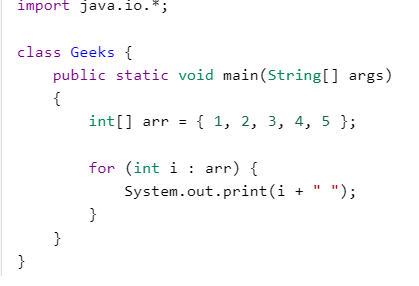 import java.io.*;
class Geeks {
    public static void main(String[] args)
    {
        int[] arr = { 1, 2, 3, 4, 5 };
        for (int i : arr) {
            System.out.print(i + " ");
        }
    }
}